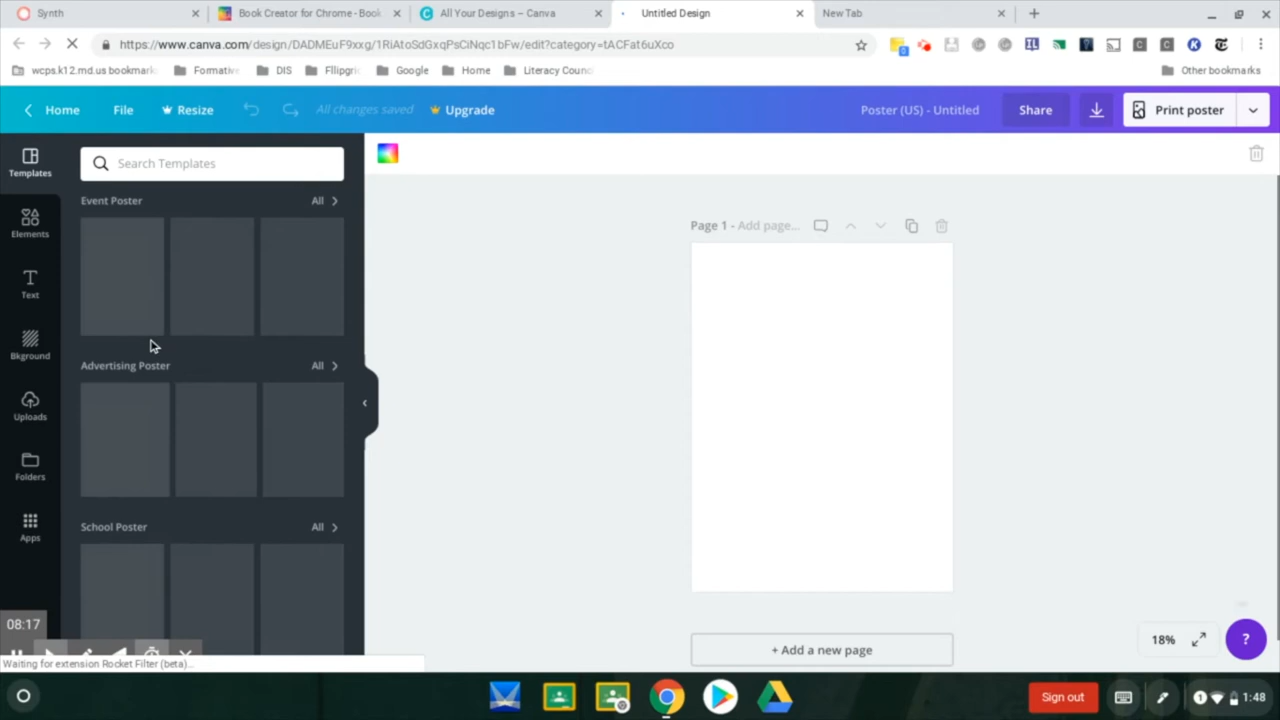 Synth
Book Creator for Chrome - Book
All Your Designs – Canva
Untitled Design
New Tab
https://www.canva.com/design/DADMEuF9xxg/1RiAtoSdGxqPsCiNqc1bFw/edit?category=tACFat6uXco
wcps.k12.md.us bookmark
Formative
DIS
Fllipgri
Google
Home
Literacy Counc
Other bookmarks
Home
File
Resize
All changes saved
Upgrade
Poster (US) - Untitled
Share
Print poster
Templates
Search Templates
Event Poster
All
Page 1 - Add page...
Elements
Text
Bkground
Advertising Poster
All
Uploads
Folders
Apps
School Poster
All
08:17
18%
?
+ Add a new page
Waiting for extension Rocket Filter (beta)...
Sign out
1
1:48